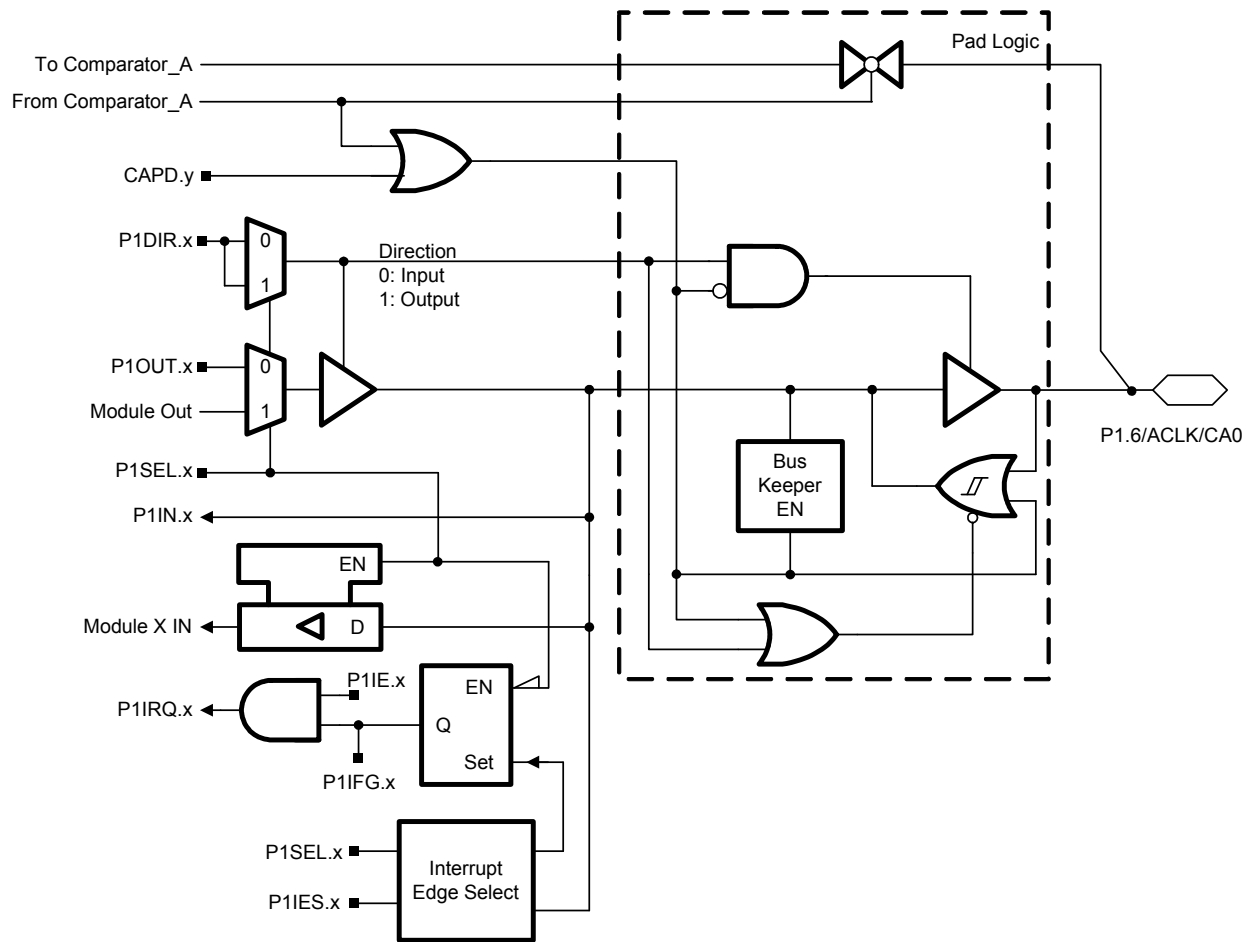 Pad Logic
To Comparator_A
From Comparator_A
CAPD.y
P1DIR.x
0
1
Direction
0: Input
1: Output
P1OUT.x
0
Module Out
1
P1.6/ACLK/CA0
P1SEL.x
Bus
Keeper
EN
P1IN.x
EN
Module X IN
D
P1IE.x
EN
P1IRQ.x
Q
Set
P1IFG.x
P1SEL.x
Interrupt
Edge Select
P1IES.x